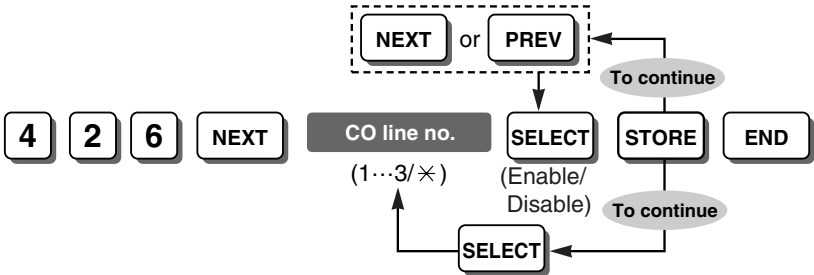 NEXT or PREV
To continue
4 2 6 NEXT CO line no. SELECT STORE END
(1···3/✳) (Enable/
Disable)
To continue
SELECT